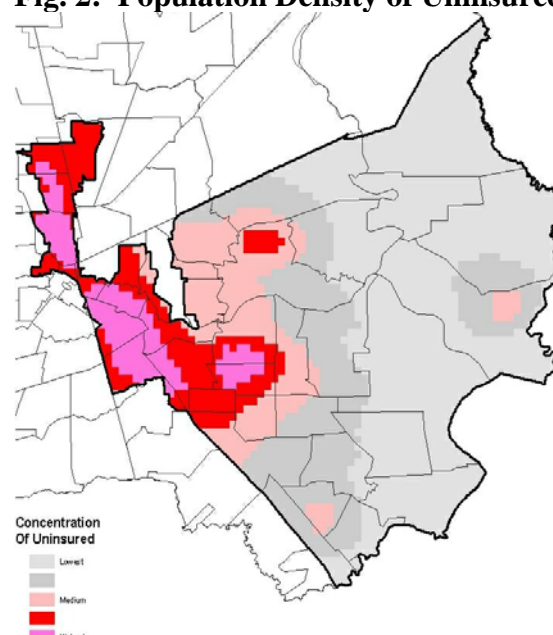 Fig. 2: Population Density of Uninsured
Concentration
Of Uninsured
Lowest
Medium